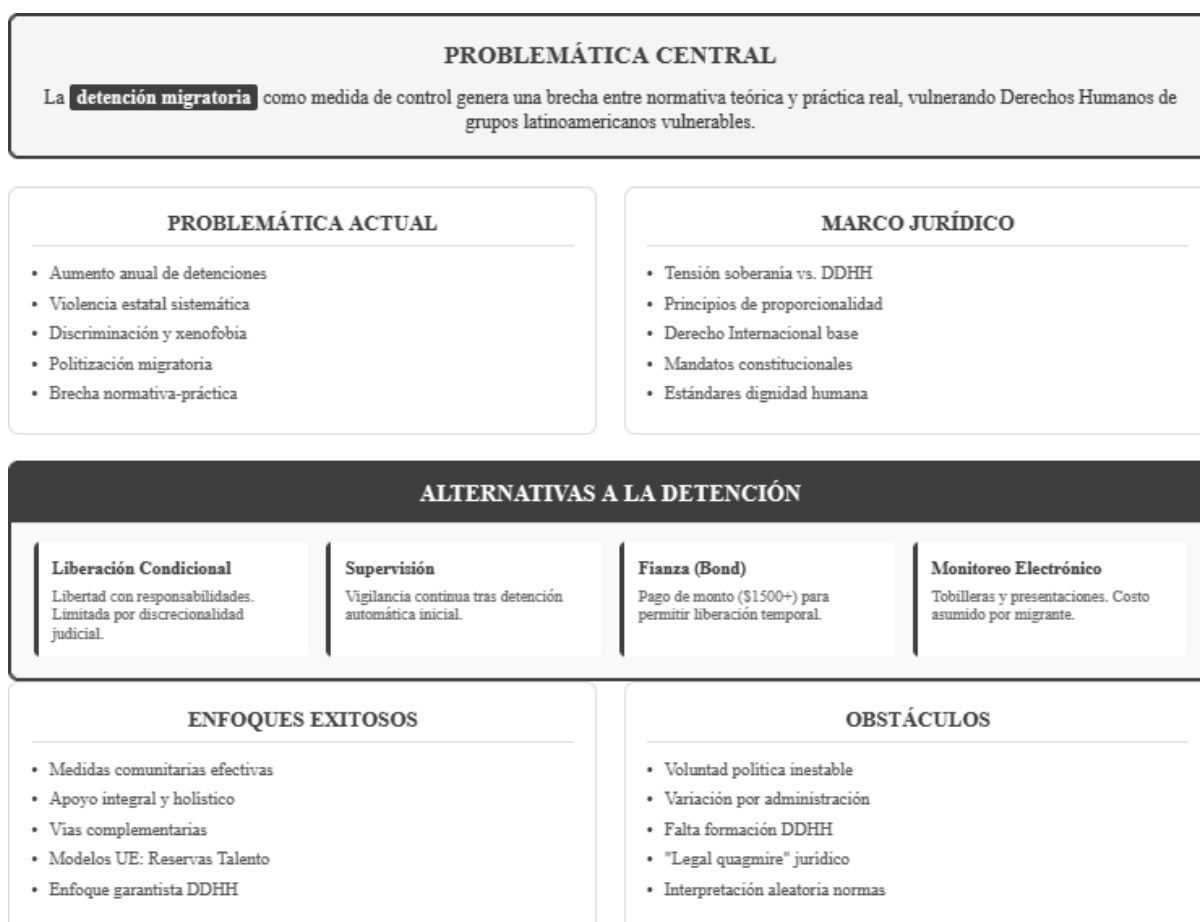 PROBLEMÁTICA CENTRAL
La detención migratoria como medida de control genera una brecha entre normativa teórica y práctica real, vulnerando Derechos Humanos de
grupos latinoamericanos vulnerables.
PROBLEMÁTICA ACTUAL
• Aumento anual de detenciones
• Violencia estatal sistemática
• Discriminación y xenofobia
• Politización migratoria
• Brecha normativa-práctica
MARCO JURÍDICO
• Tensión soberanía vs. DDHH
• Principios de proporcionalidad
• Derecho Internacional base
• Mandatos constitucionales
• Estándares dignidad humana
ALTERNATIVAS A LA DETENCIÓN
Liberación Condicional
Libertad con responsabilidades.
Limitada por discrecionalidad
judicial.
Supervisión
Vigilancia continua tras detención
automática inicial.
Fianza (Bond)
Pago de monto ($1500+) para
permitir liberación temporal.
Monitoreo Electrónico
Tobilleras y presentaciones. Costo
asumido por migrante.
ENFOQUES EXITOSOS
• Medidas comunitarias efectivas
• Apoyo integral y holístico
• Vías complementarias
• Modelos UE: Reservas Talento
• Enfoque garantista DDHH
OBSTÁCULOS
• Voluntad política inestable
• Variación por administración
• Falta formación DDHH
• "Legal quagmire" jurídico
• Interpretación aleatoria normas